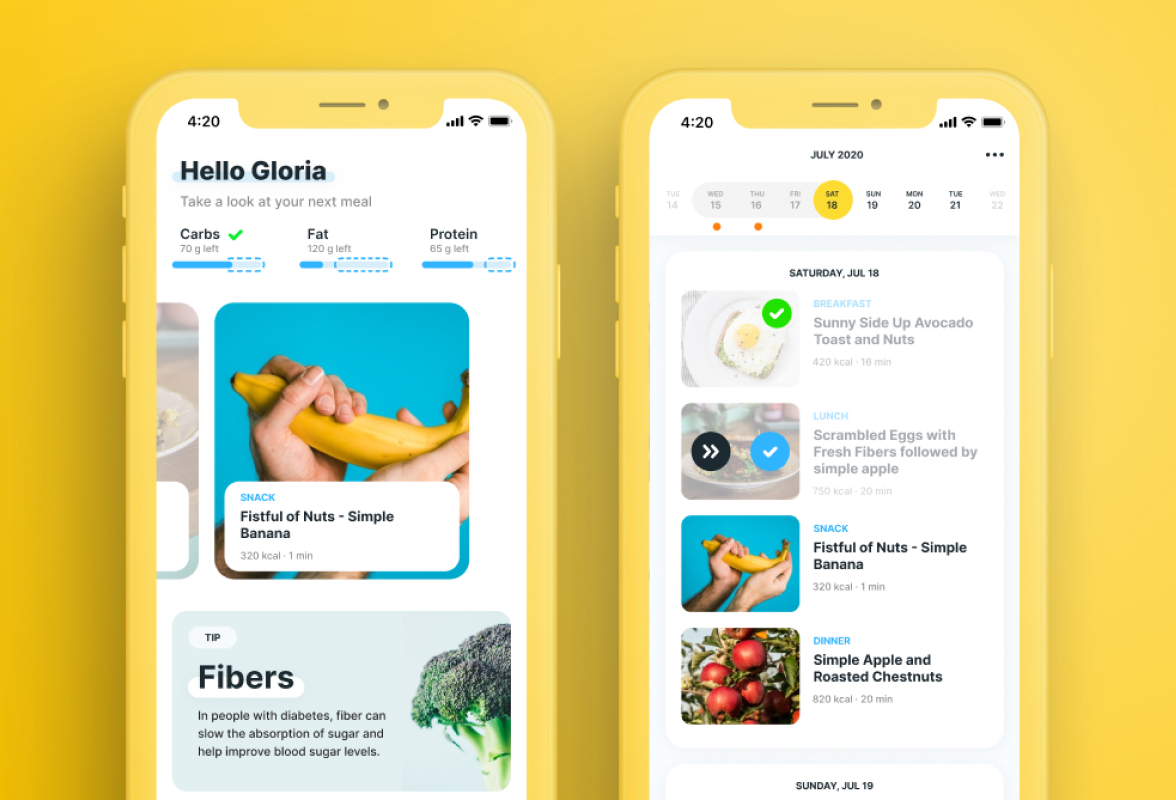 4:20
Hello Gloria
Take a look at your next meal
Carbs
70 g left
Fat
120 g left
Protein
65 g left
SNACK
Fistful of Nuts - Simple
Banana
320 kcal · 1 min
TIP
Fibers
In people with diabetes, fiber can
slow the absorption of sugar and
help improve blood sugar levels.
4:20
JULY 2020
TUE WED THU FRI SAT SUN MON TUE WED
14 15 16 17 18 19 20 21 22
SATURDAY, JUL 18
BREAKFAST
Sunny Side Up Avocado
Toast and Nuts
420 kcal · 16 min
LUNCH
Scrambled Eggs with
Fresh Fibers followed by
simple apple
750 kcal · 20 min
SNACK
Fistful of Nuts - Simple
Banana
320 kcal · 1 min
DINNER
Simple Apple and
Roasted Chestnuts
820 kcal · 20 min
SUNDAY, JUL 19